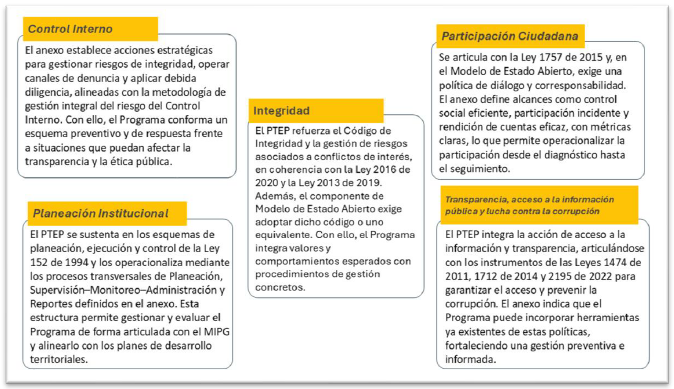 Control Interno
El anexo establece acciones estratégicas
para gestionar riesgos de integridad, operar
canales de denuncia y aplicar debida
diligencia, alineadas con la metodología de
gestión integral del riesgo del Control
Interno. Con ello, el Programa conforma un
esquema preventivo y de respuesta frente
a situaciones que puedan afectar la
transparencia y la ética pública.
Planeación Institucional
El PTEP se sustenta en los esquemas de
planeación, ejecución y control de la Ley
152 de 1994 y los operacionaliza mediante
los procesos transversales de Planeación,
Supervisión–Monitoreo–Administración y
Reportes definidos en el anexo. Esta
estructura permite gestionar y evaluar el
Programa de forma articulada con el MIPG
y alinearlo con los planes de desarrollo
territoriales.
Integridad
El PTEP refuerza el Código de
Integridad y la gestión de riesgos
asociados a conflictos de interés,
en coherencia con la Ley 2016 de
2020 y la Ley 2013 de 2019.
Además, el componente de
Modelo de Estado Abierto exige
adoptar dicho código o uno
equivalente. Con ello, el Programa
integra valores y
comportamientos esperados con
procedimientos de gestión
concretos.
Participación Ciudadana
Se articula con la Ley 1757 de 2015 y, en
el Modelo de Estado Abierto, exige una
política de diálogo y corresponsabilidad.
El anexo define alcances como control
social eficiente, participación incidente y
rendición de cuentas eficaz, con métricas
claras, lo que permite operacionalizar la
participación desde el diagnóstico hasta
el seguimiento.
Transparencia, acceso a la información
pública y lucha contra la corrupción
El PTEP integra la acción de acceso a la
información y transparencia, articulándose
con los instrumentos de las Leyes 1474 de
2011, 1712 de 2014 y 2195 de 2022 para
garantizar el acceso y prevenir la
corrupción. El anexo indica que el
Programa puede incorporar herramientas
ya existentes de estas políticas,
fortaleciendo una gestión preventiva e
informada.